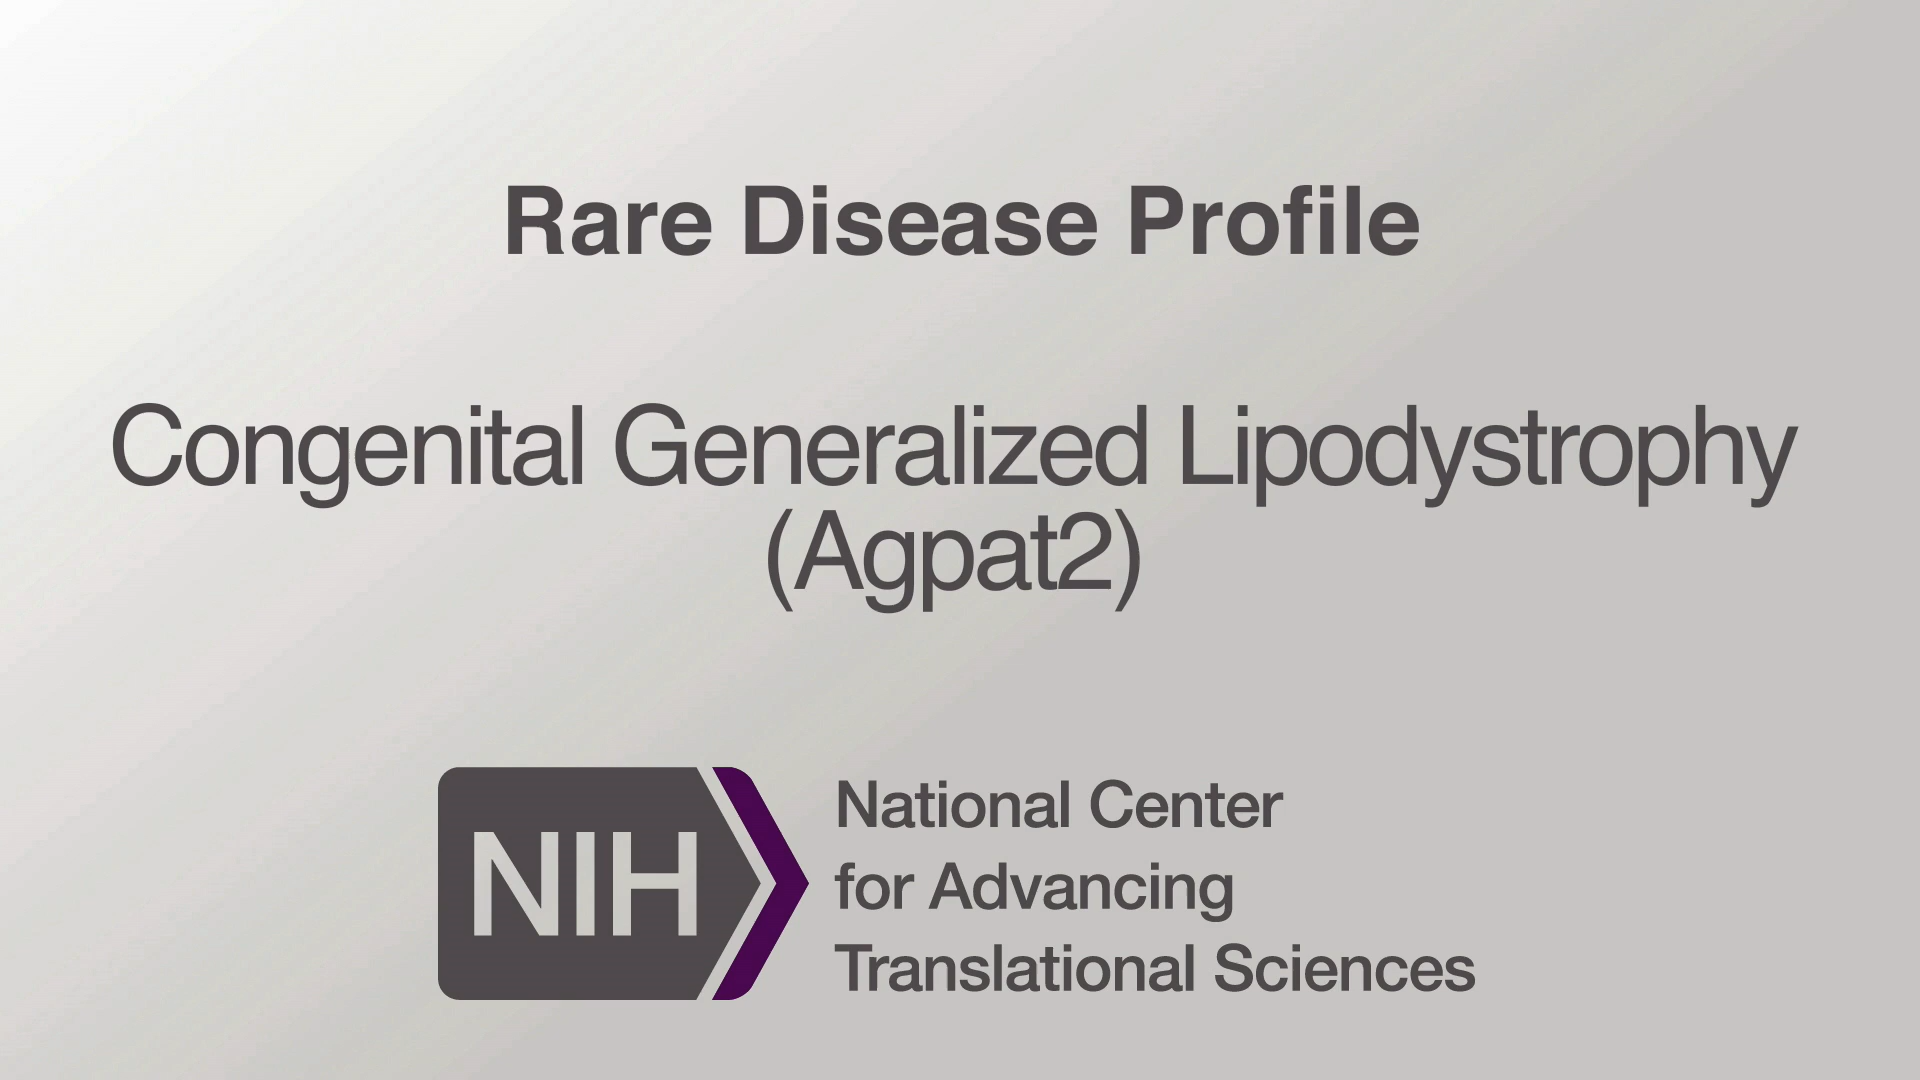 Rare Disease Profile
Congenital Generalized Lipodystrophy
(Agpat2)
NIH
National Center
for Advancing
Translational Sciences